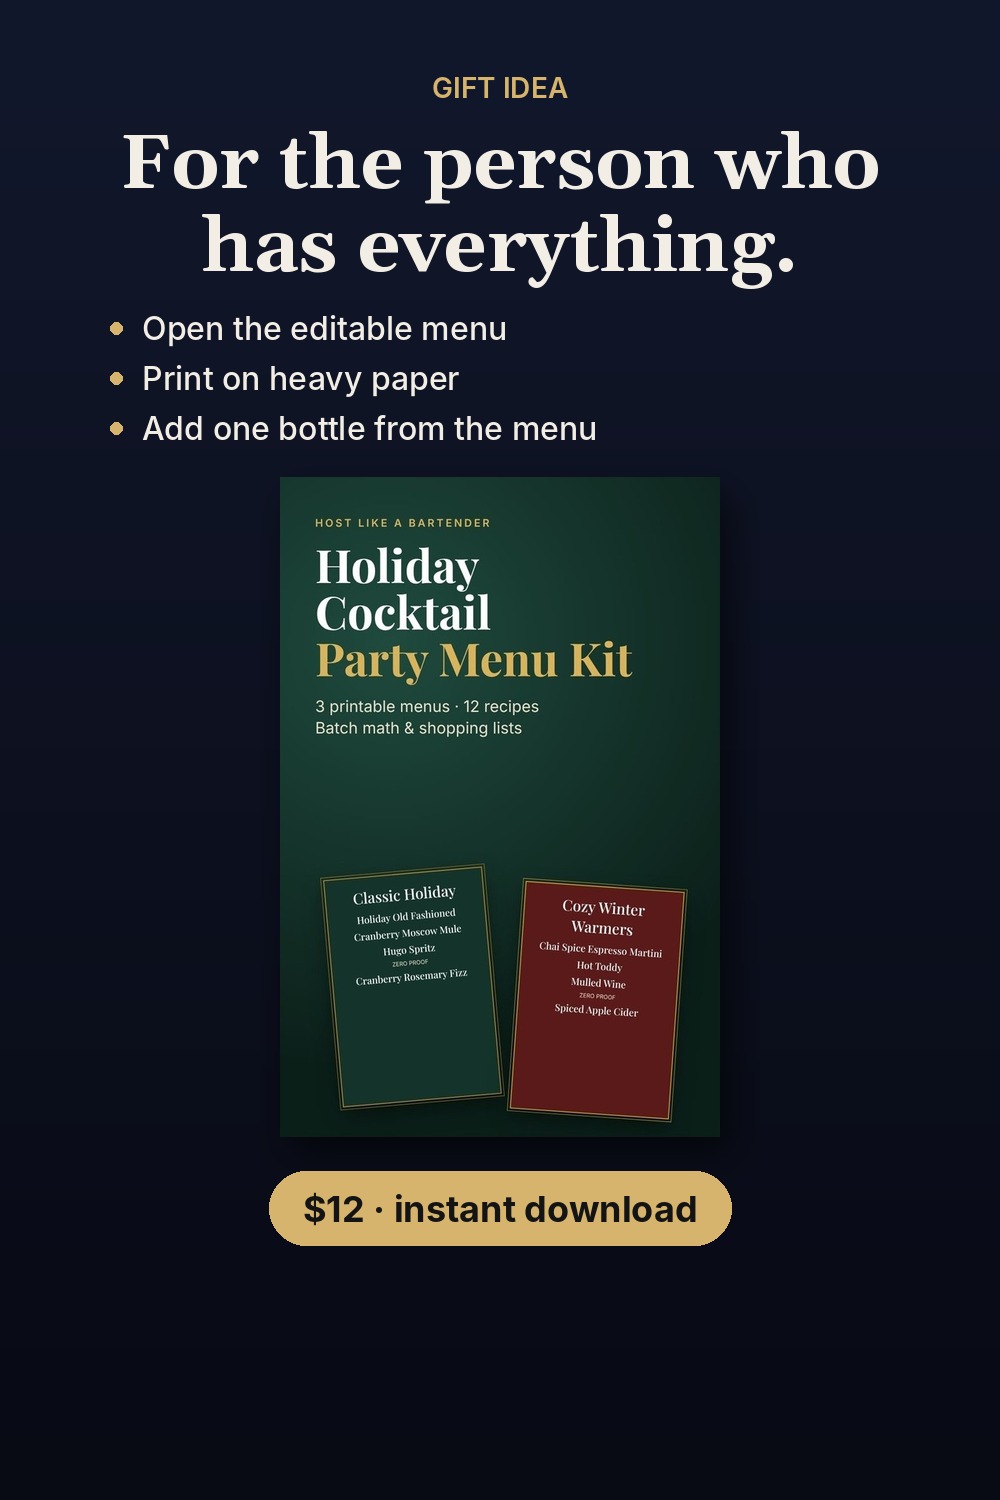 GIFT IDEA
For the person who
has everything.
Open the editable menu
Print on heavy paper
Add one bottle from the menu
HOST LIKE A BARTENDER
Holiday
Cocktail
Party Menu Kit
3 printable menus · 12 recipes
Batch math & shopping lists
Classic Holiday
Holiday Old Fashioned
Cranberry Moscow Mule
Hugo Spritz
ZERO PROOF
Cranberry Rosemary Fizz
Cozy Winter
Warmers
Chai Spice Espresso Martini
Hot Toddy
Mulled Wine
ZERO PROOF
Spiced Apple Cider
$12 · instant download